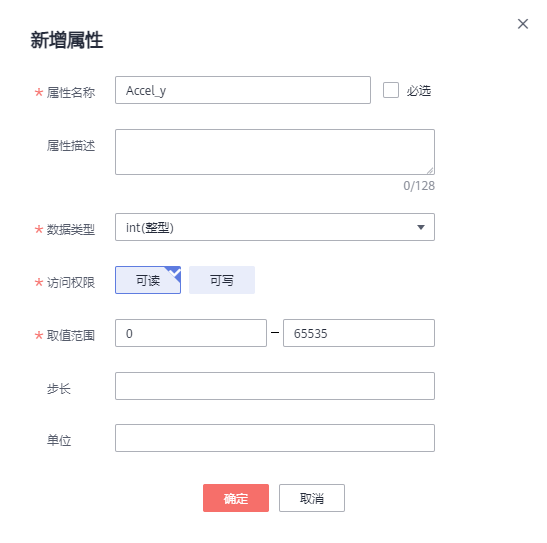 新增属性
* 属性名称 Accel_y 必选
属性描述
0/128
* 数据类型 int(整型)
* 访问权限 可读 可写
* 取值范围 0 – 65535
步长
单位
确定 取消